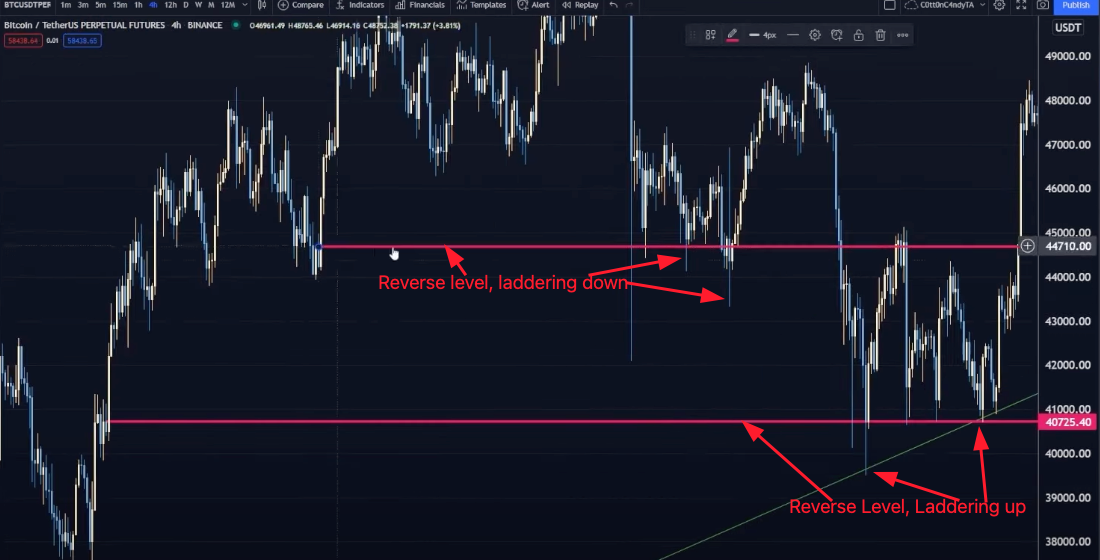 BTCUSDTPERP 1m 3m 5m 15m 1h 4h 12h D W M 12M Compare Indicators Financials Templates Alert Replay C0tt0nC4ndyTA Publish
Bitcoin / TetherUS PERPETUAL FUTURES 4h BINANCE O46961.49 H48765.46 L46914.16 C48752.38 +1791.37 (+3.81%)
USDT
4px
58438.64 0.01 58438.65
49000.00
48000.00
47000.00
46000.00
45000.00
44710.00
44000.00
Reverse level, laddering down
43000.00
42000.00
41000.00
40725.40
40000.00
39000.00
Reverse Level, Laddering up
38000.00